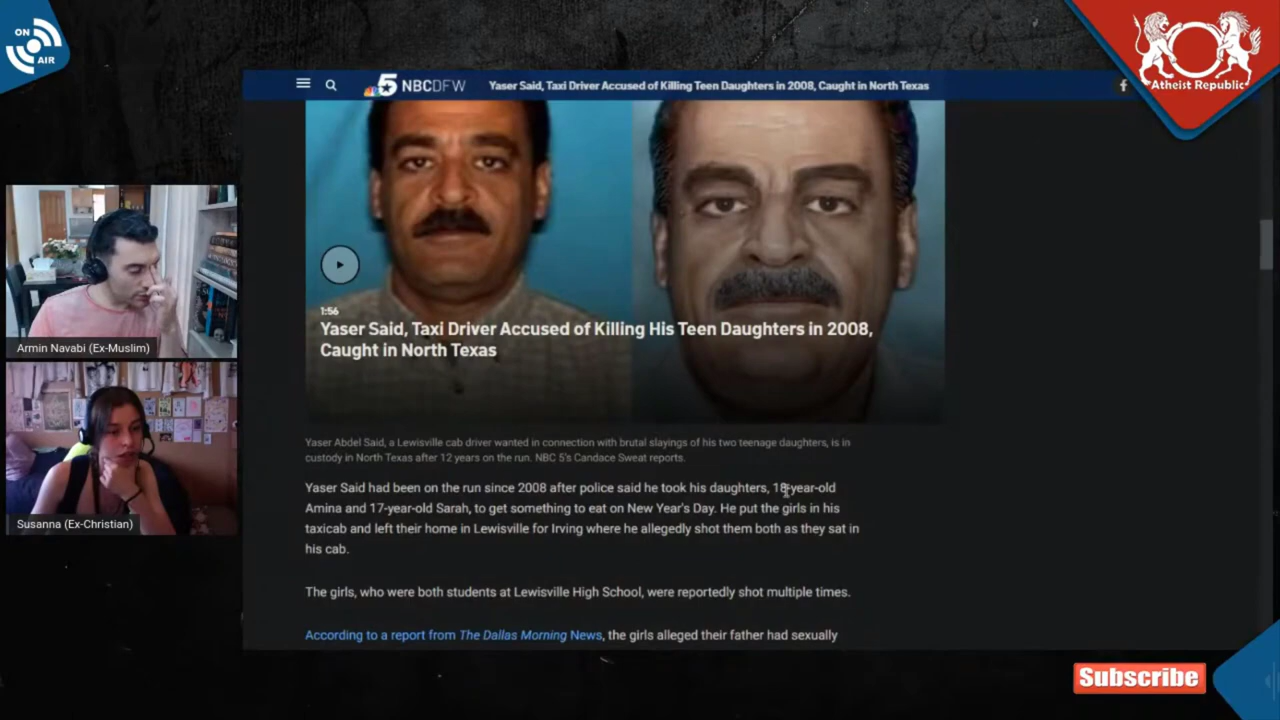 ON
AIR
5 NBCDFW
Yaser Said, Taxi Driver Accused of Killing Teen Daughters in 2008, Caught in North Texas
f
Atheist Republic
1:56
Yaser Said, Taxi Driver Accused of Killing His Teen Daughters in 2008,
Caught in North Texas
Armin Navabi (Ex-Muslim)
Susanna (Ex-Christian)
Yaser Abdel Said, a Lewisville cab driver wanted in connection with brutal slayings of his two teenage daughters, is in
custody in North Texas after 12 years on the run. NBC 5's Candace Sweat reports.
Yaser Said had been on the run since 2008 after police said he took his daughters, 18-year-old
Amina and 17-year-old Sarah, to get something to eat on New Year's Day. He put the girls in his
taxicab and left their home in Lewisville for Irving where he allegedly shot them both as they sat in
his cab.
The girls, who were both students at Lewisville High School, were reportedly shot multiple times.
According to a report from The Dallas Morning News, the girls alleged their father had sexually
Subscribe